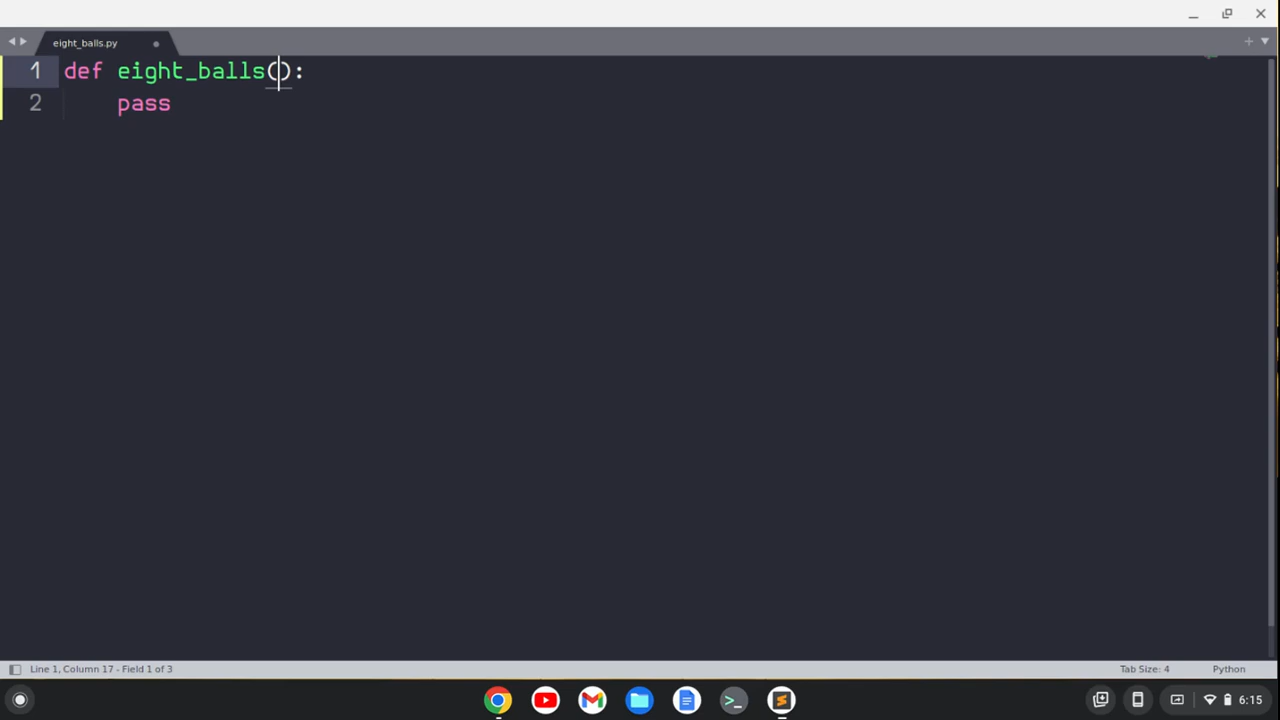 eight_balls.py
1 def eight_balls():
2 pass
Line 1, Column 17 - Field 1 of 3
Tab Size: 4
Python
6:15